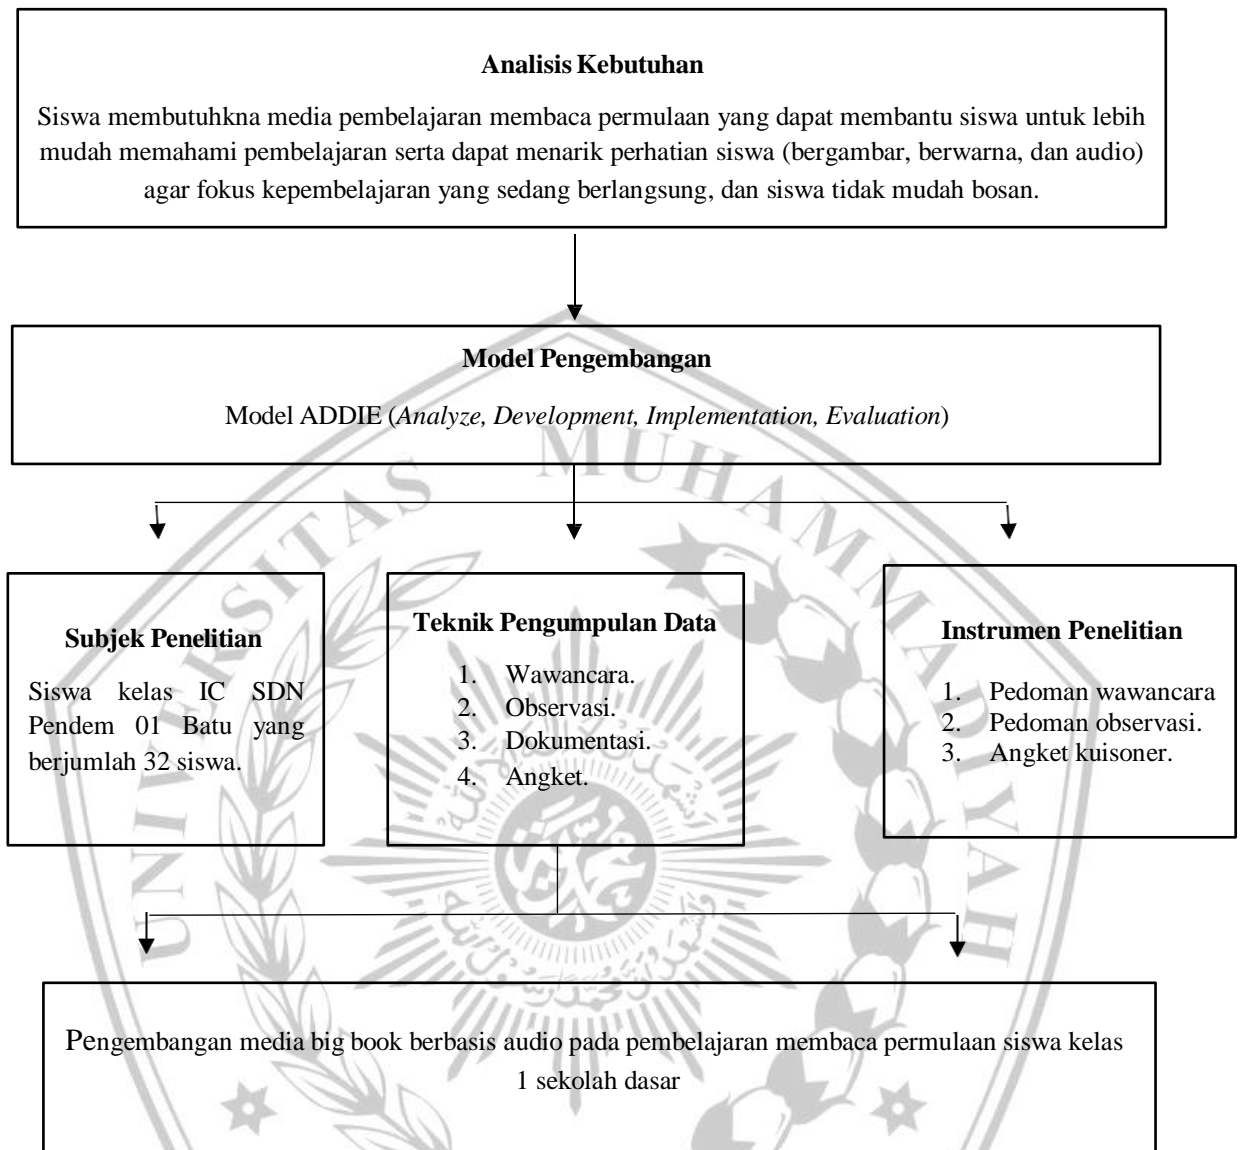 Analisis Kebutuhan
Siswa membutuhkna media pembelajaran membaca permulaan yang dapat membantu siswa untuk lebih
mudah memahami pembelajaran serta dapat menarik perhatian siswa (bergambar, berwarna, dan audio)
agar fokus kepembelajaran yang sedang berlangsung, dan siswa tidak mudah bosan.
Model Pengembangan
Model ADDIE (Analyze, Development, Implementation, Evaluation)
UNIVERSITAS MUHAMMADIYAH
Subjek Penelitian
Siswa kelas IC SDN
Pendem 01 Batu yang
berjumlah 32 siswa.
Teknik Pengumpulan Data
1. Wawancara.
2. Observasi.
3. Dokumentasi.
4. Angket.
Instrumen Penelitian
1. Pedoman wawancara
2. Pedoman observasi.
3. Angket kuisoner.
Pengembangan media big book berbasis audio pada pembelajaran membaca permulaan siswa kelas
1 sekolah dasar